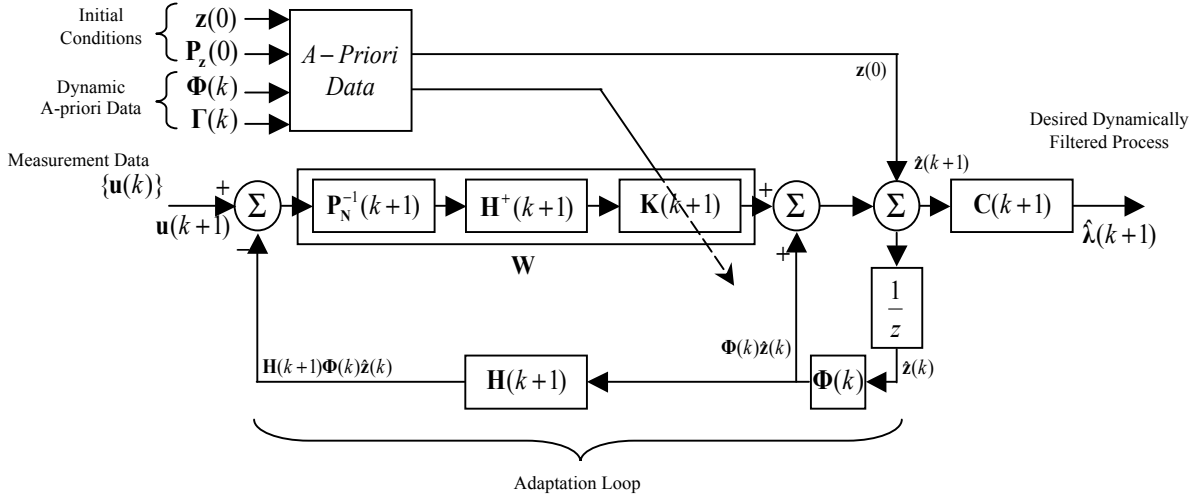 Initial
Conditions
z(0)
P_z(0)
Dynamic
A-priori Data
Φ(k)
Γ(k)
A − Priori
Data
z(0)
Desired Dynamically
Filtered Process
Measurement Data
{u(k)}
u(k+1)
+
−
Σ
P_N^{-1}(k+1)
H^+(k+1)
K(k+1)
W
+
+
Σ
Σ
ẑ(k+1)
C(k+1)
λ̂(k+1)
1
z
ẑ(k)
Φ(k)ẑ(k)
Φ(k)
H(k+1)
H(k+1)Φ(k)ẑ(k)
Adaptation Loop